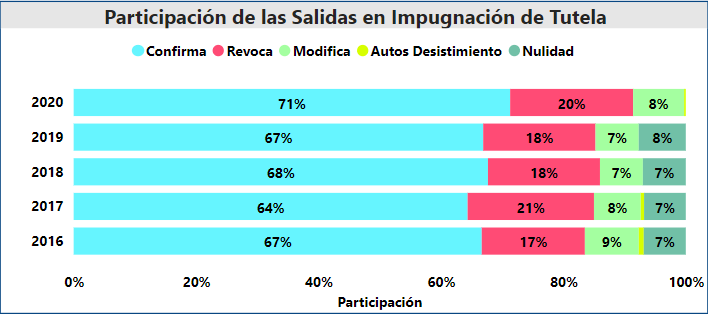 Participación de las Salidas en Impugnación de Tutela
Confirma Revoca Modifica Autos Desistimiento Nulidad
2020 71% 20% 8%
2019 67% 18% 7% 8%
2018 68% 18% 7% 7%
2017 64% 21% 8% 7%
2016 67% 17% 9% 7%
0% 20% 40% 60% 80% 100%
Participación